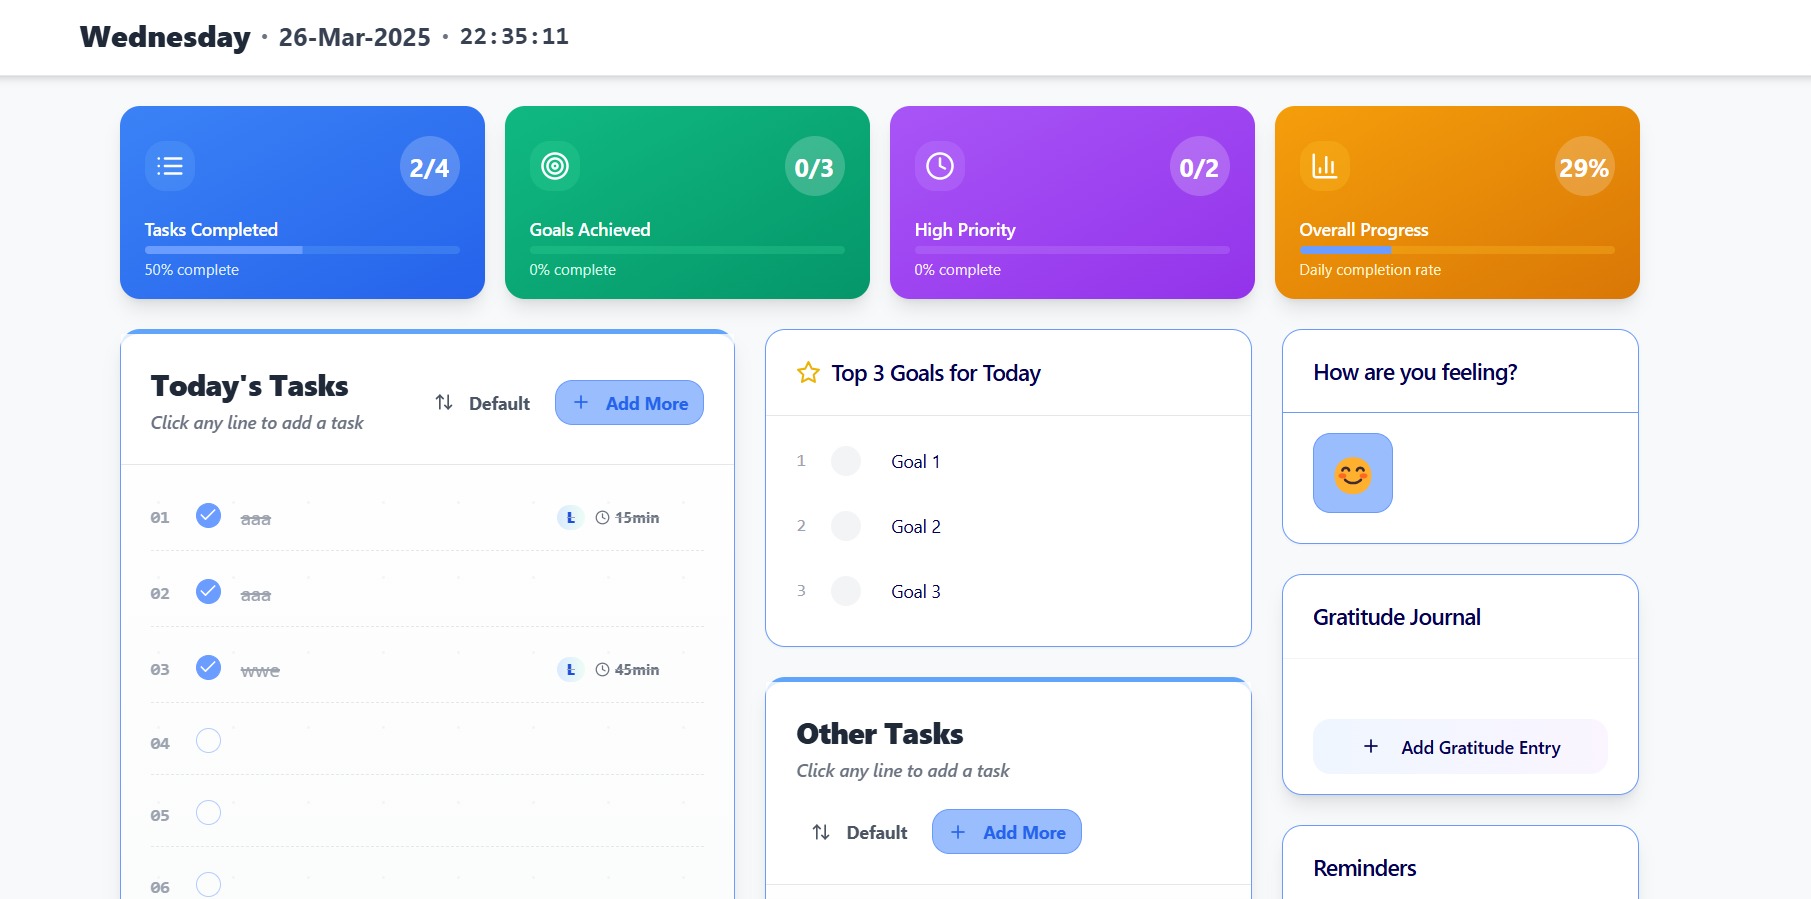 Wednesday • 26-Mar-2025 • 22:35:11
2/4
Tasks Completed
50% complete
0/3
Goals Achieved
0% complete
0/2
High Priority
0% complete
29%
Overall Progress
Daily completion rate
Today's Tasks
Click any line to add a task
Default
+ Add More
01 aaa L 15min
02 aaa
03 wwe L 45min
04
05
06
Top 3 Goals for Today
1 Goal 1
2 Goal 2
3 Goal 3
Other Tasks
Click any line to add a task
Default
+ Add More
How are you feeling?
Gratitude Journal
+ Add Gratitude Entry
Reminders